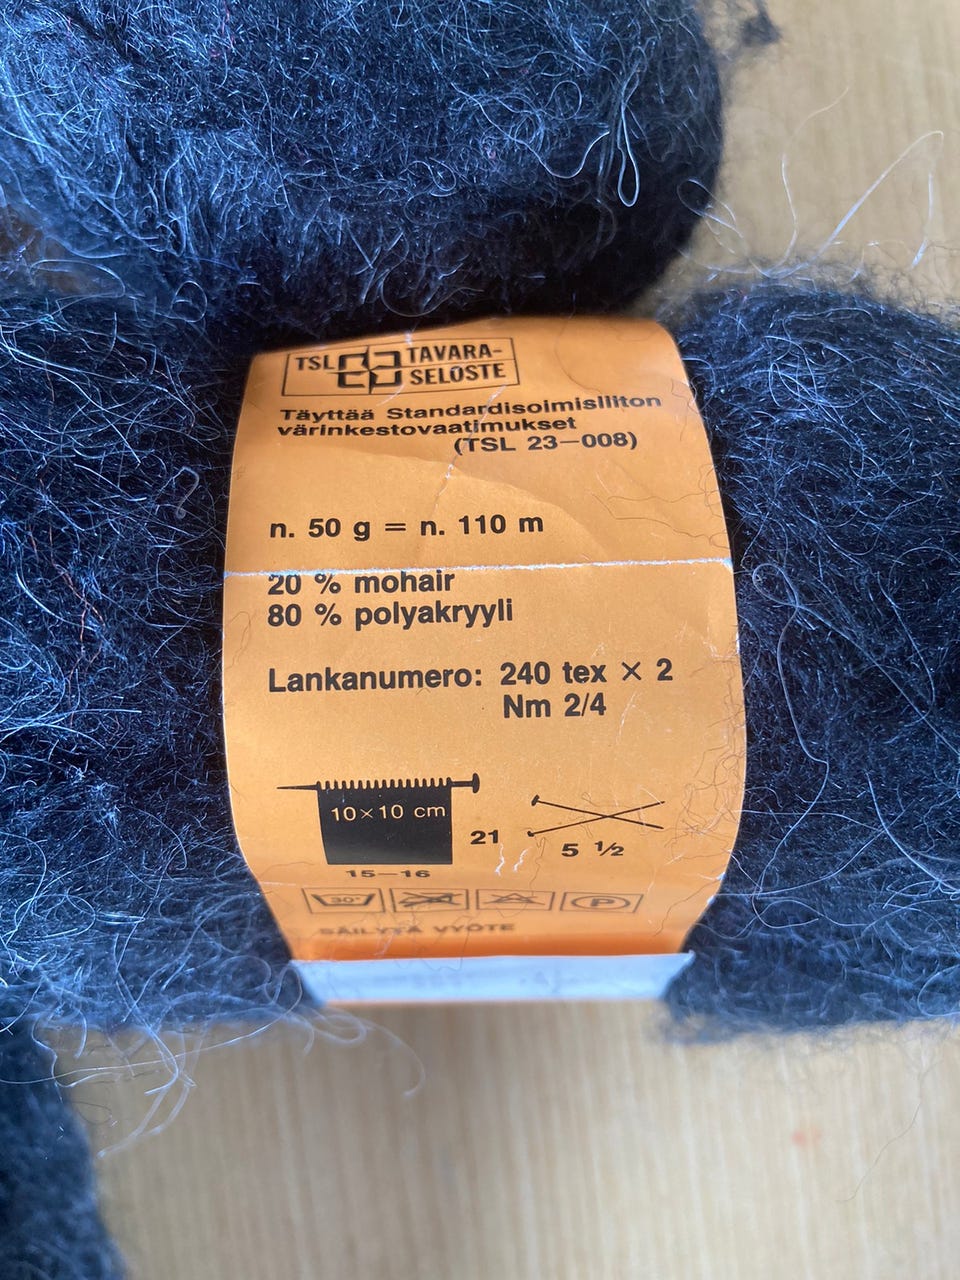 TSL TAVARA-
SELOSTE
Täyttää Standardisoimisliiton
värinkestovaatimukset
(TSL 23—008)
n. 50 g = n. 110 m
20 % mohair
80 % polyakryyli
Lankanumero: 240 tex × 2
Nm 2/4
10×10 cm
21
5 ½
15—16
30°
P
SÄILYTÄ VYÖTE